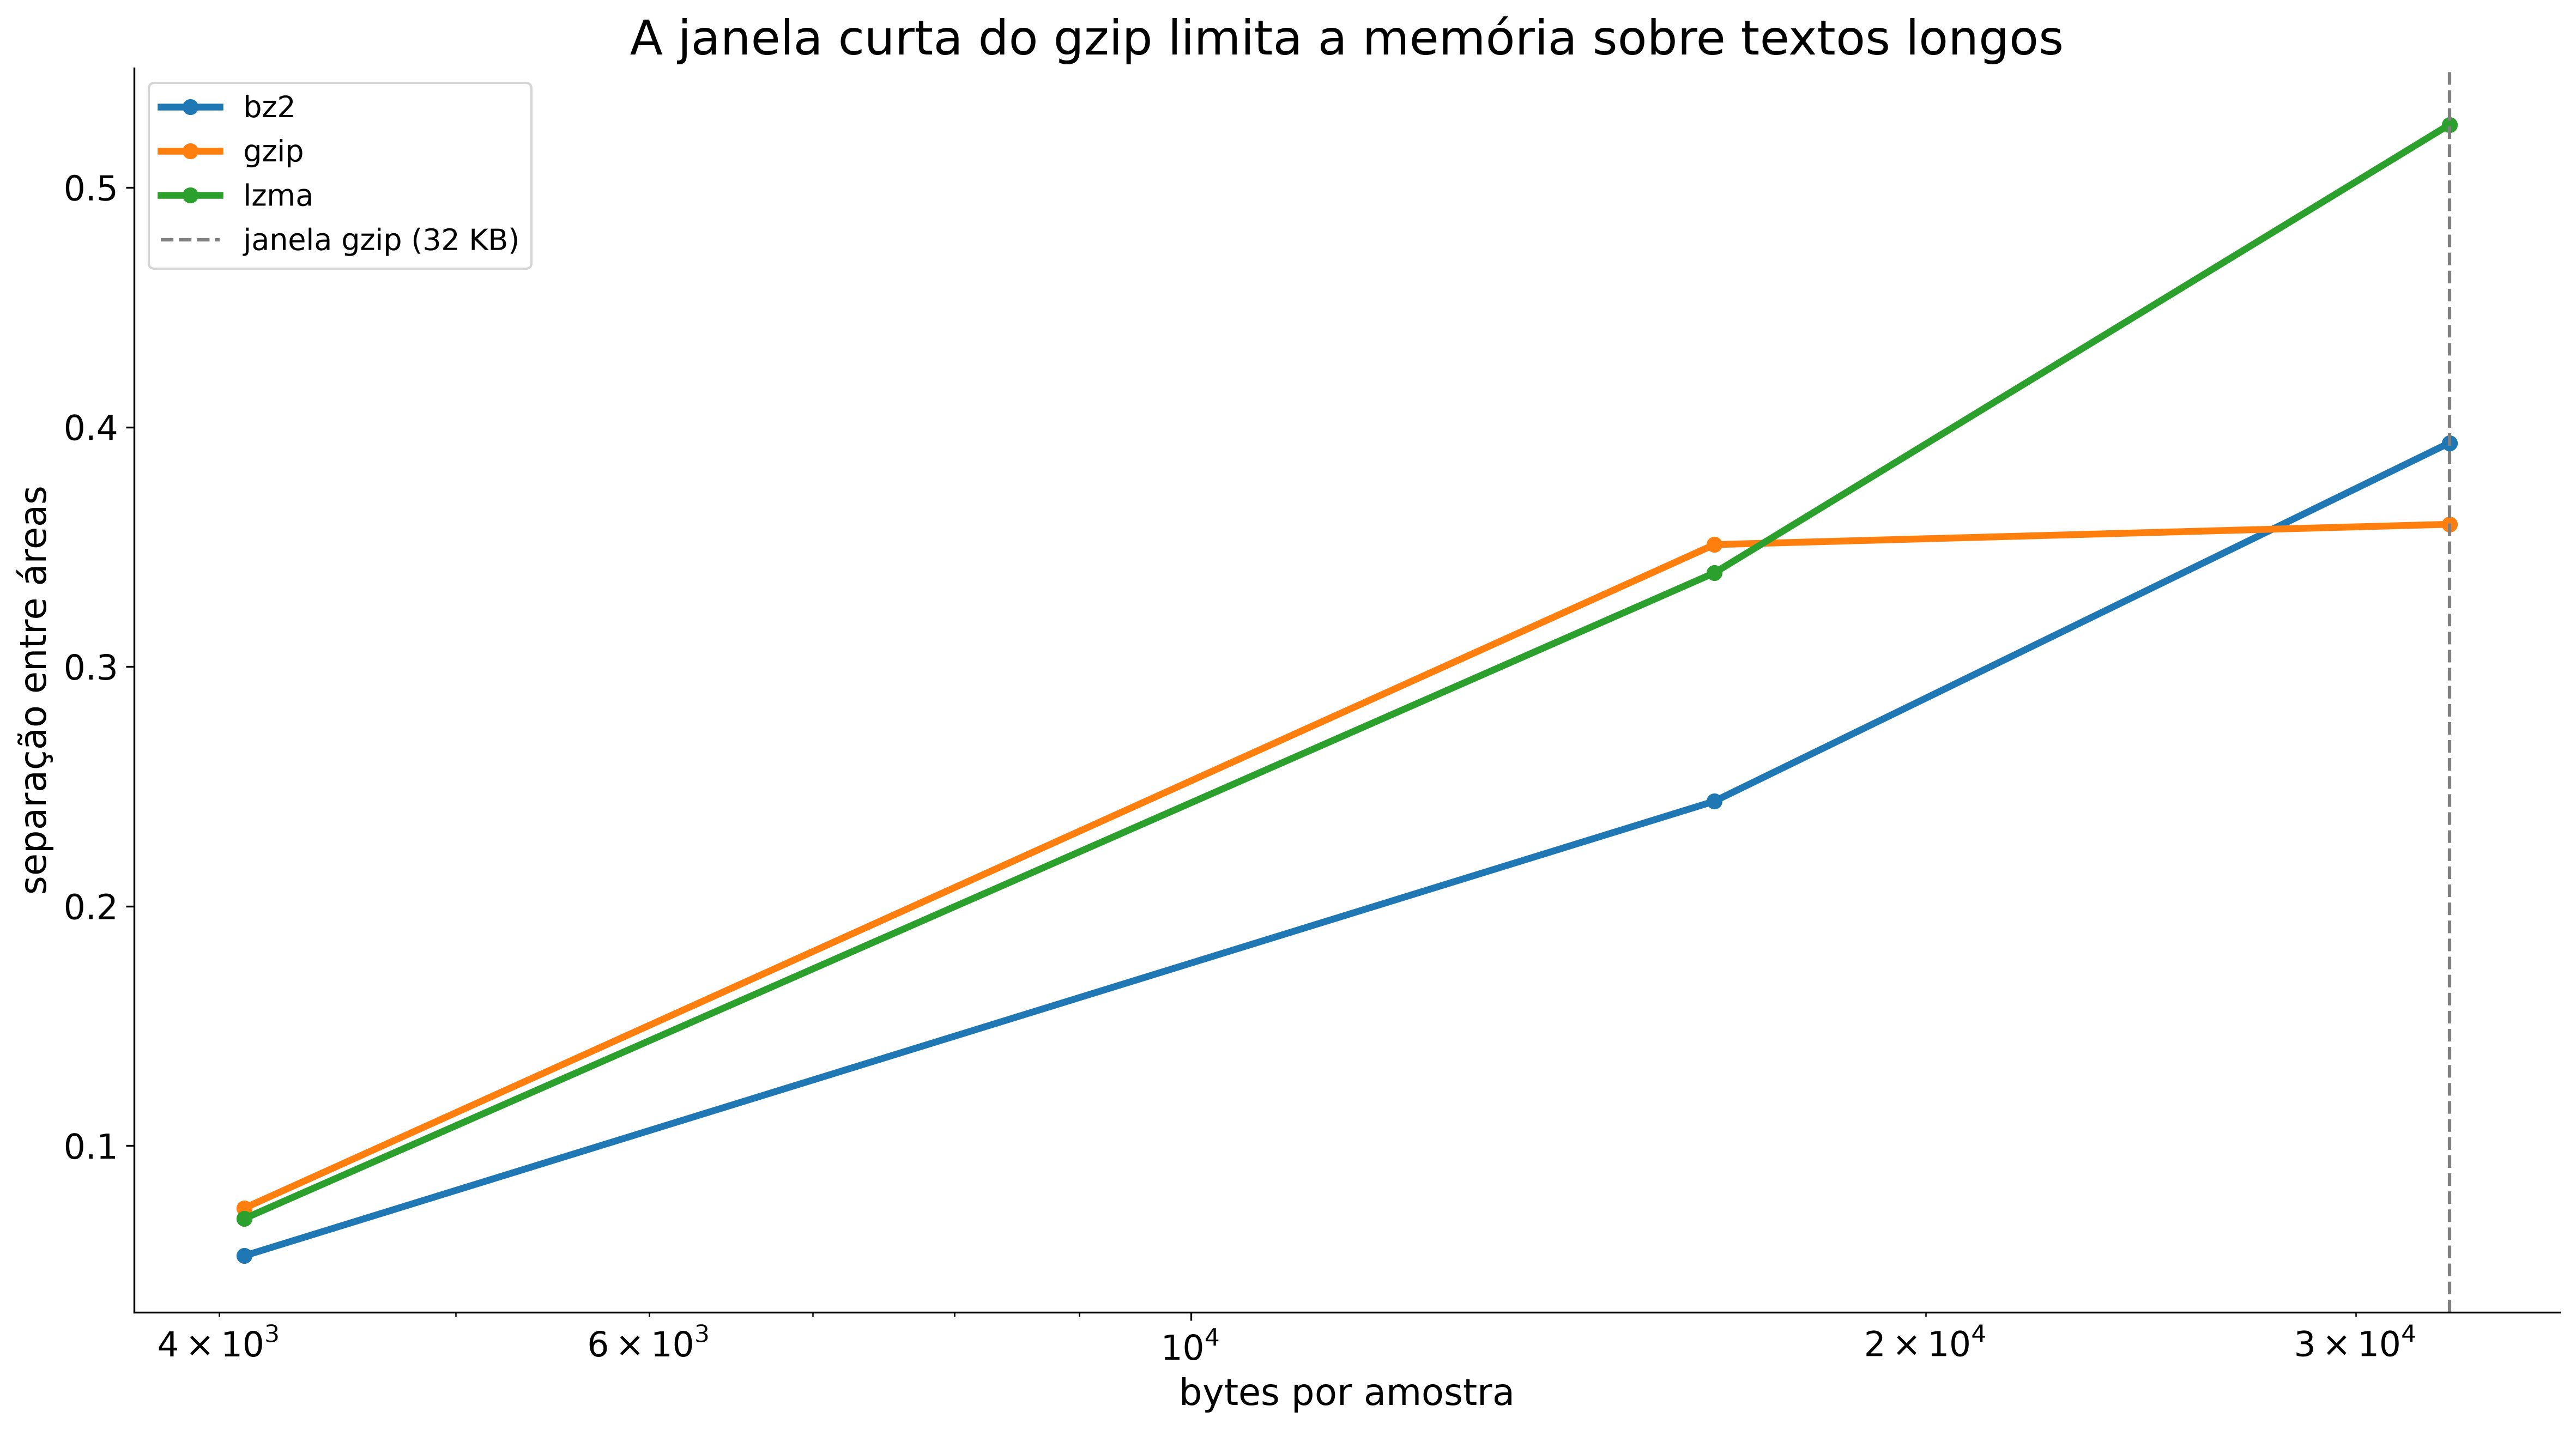 A janela curta do gzip limita a memória sobre textos longos
bz2
gzip
lzma
janela gzip (32 KB)
separação entre áreas
0.5
0.4
0.3
0.2
0.1
4 × 10³
6 × 10³
10⁴
2 × 10⁴
3 × 10⁴
bytes por amostra